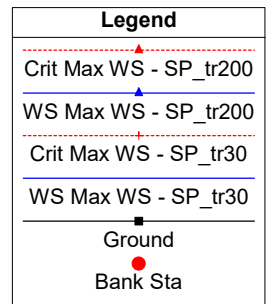 Legend
Crit Max WS - SP_tr200
WS Max WS - SP_tr200
Crit Max WS - SP_tr30
WS Max WS - SP_tr30
Ground
Bank Sta